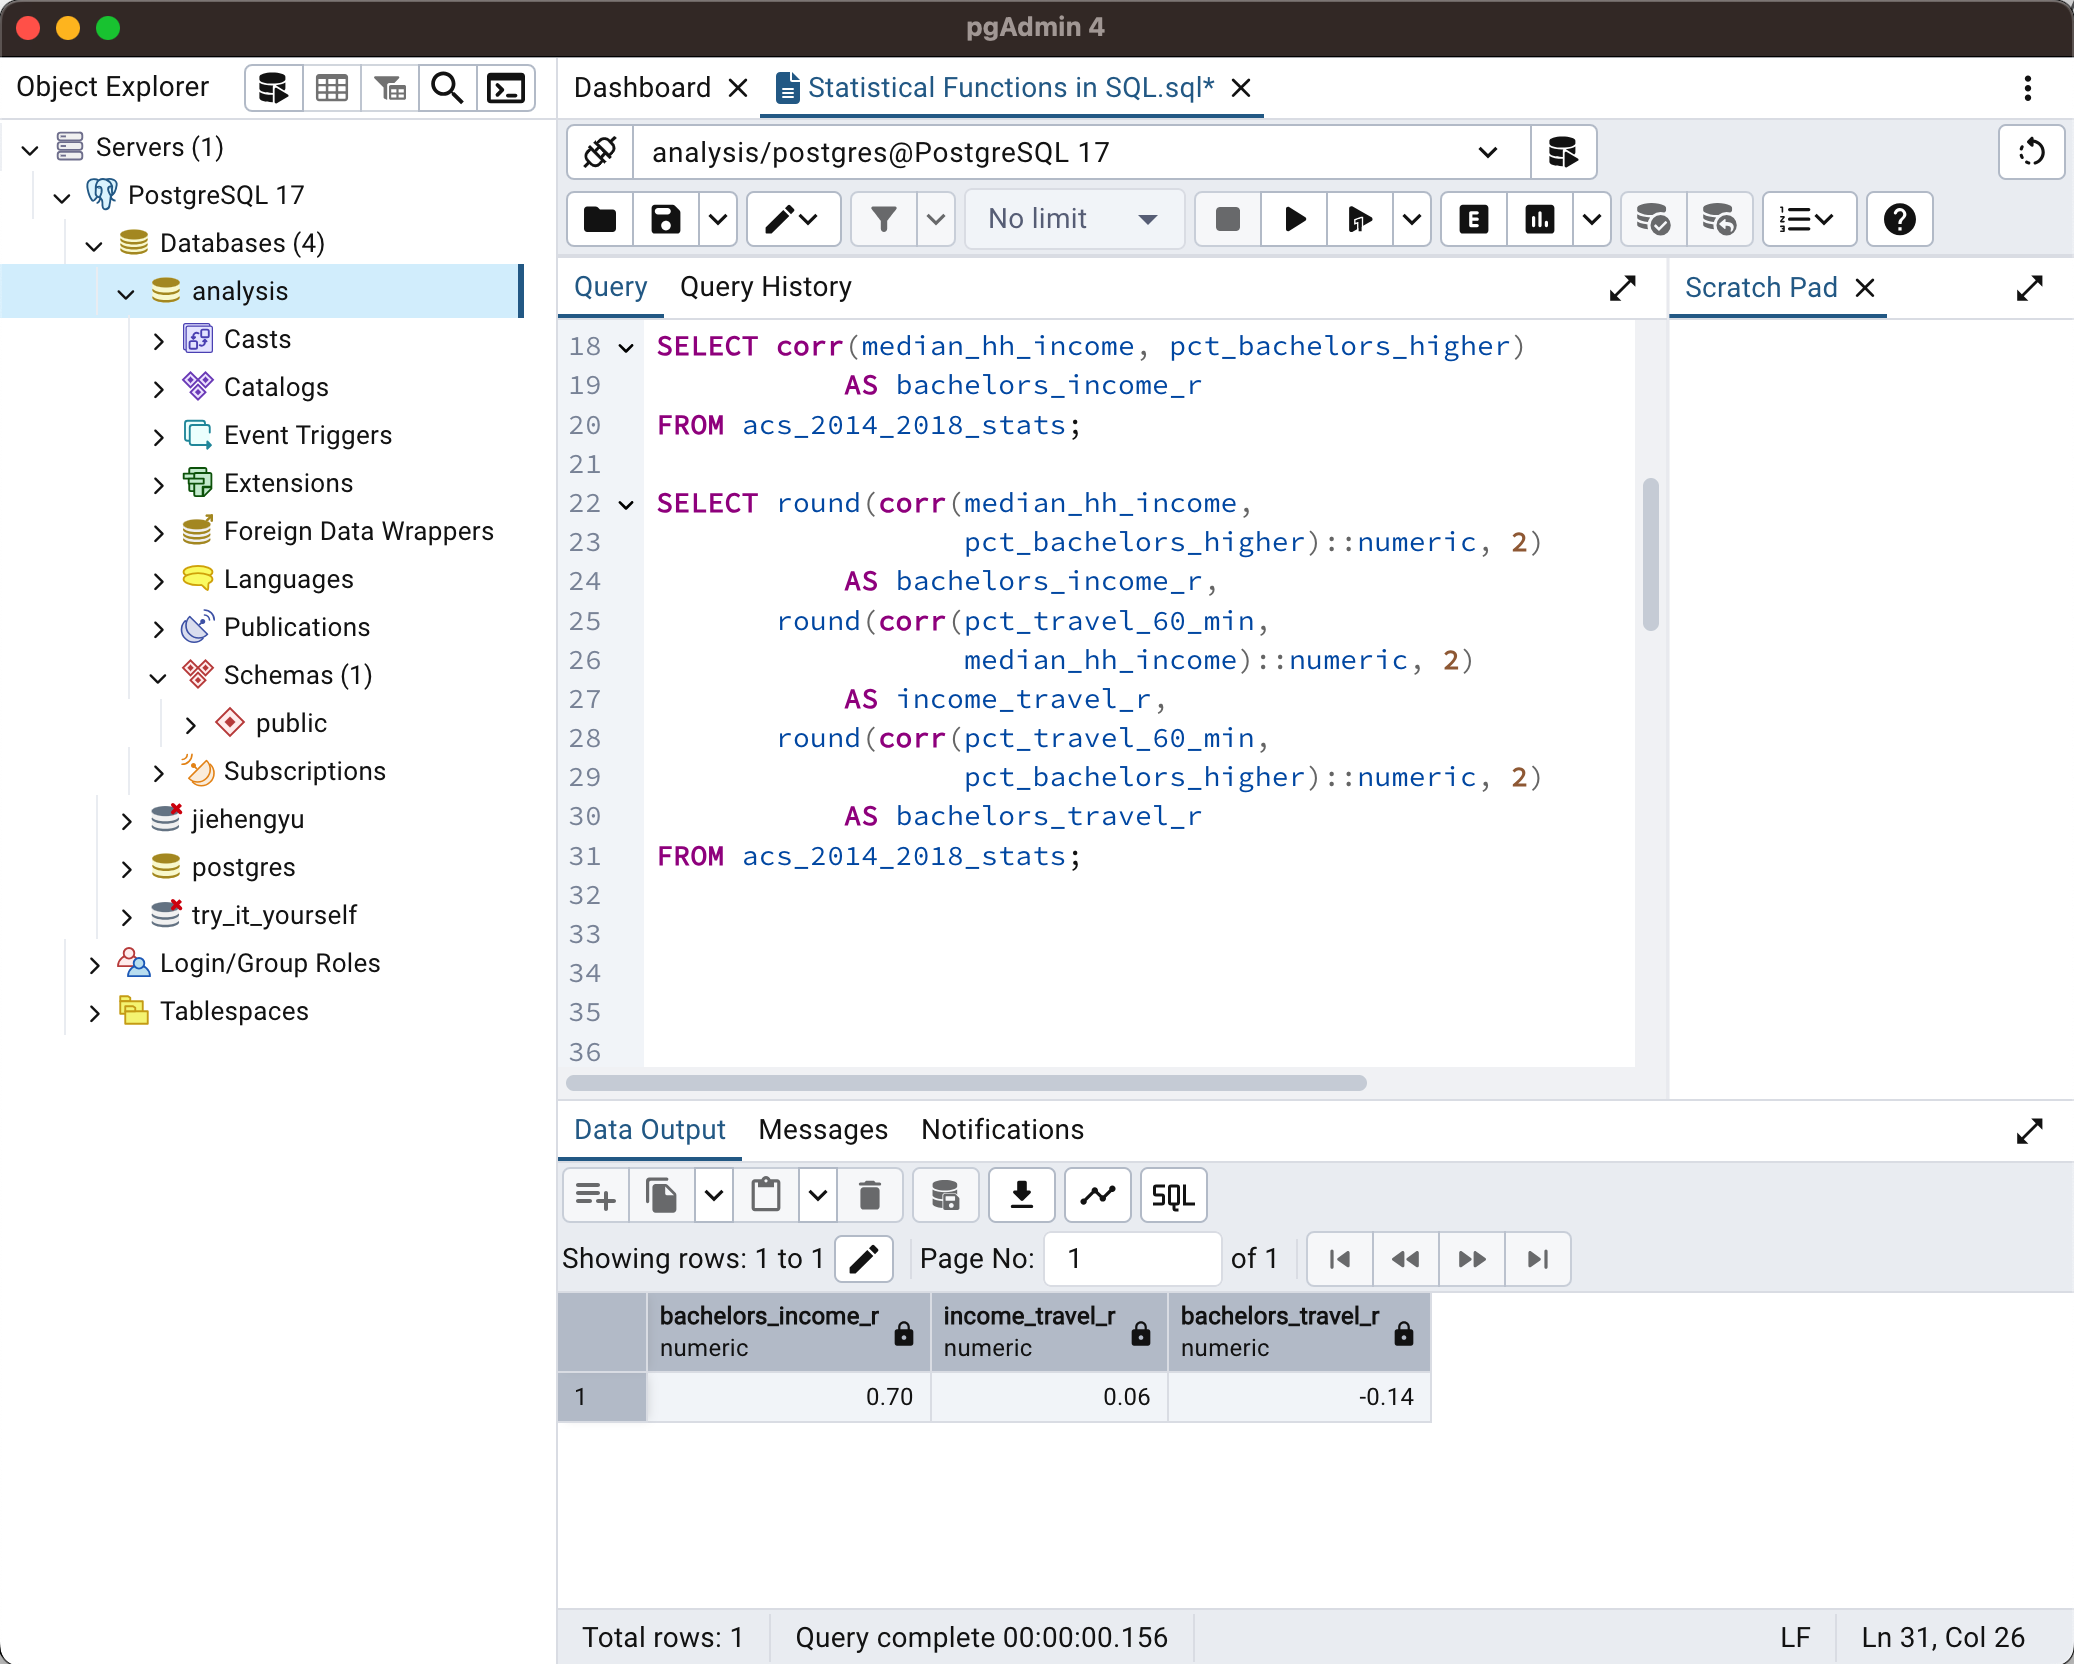 pgAdmin 4
Object Explorer
Servers (1)
PostgreSQL 17
Databases (4)
analysis
Casts
Catalogs
Event Triggers
Extensions
Foreign Data Wrappers
Languages
Publications
Schemas (1)
public
Subscriptions
jiehengyu
postgres
try_it_yourself
Login/Group Roles
Tablespaces
Dashboard
Statistical Functions in SQL.sql*
analysis/postgres@PostgreSQL 17
No limit
E
Query Query History
Scratch Pad
18 SELECT corr(median_hh_income, pct_bachelors_higher)
19 AS bachelors_income_r
20 FROM acs_2014_2018_stats;
21
22 SELECT round(corr(median_hh_income,
23 pct_bachelors_higher)::numeric, 2)
24 AS bachelors_income_r,
25 round(corr(pct_travel_60_min,
26 median_hh_income)::numeric, 2)
27 AS income_travel_r,
28 round(corr(pct_travel_60_min,
29 pct_bachelors_higher)::numeric, 2)
30 AS bachelors_travel_r
31 FROM acs_2014_2018_stats;
32
33
34
35
36
Data Output Messages Notifications
SQL
Showing rows: 1 to 1 Page No: 1 of 1
bachelors_income_r income_travel_r bachelors_travel_r
numeric numeric numeric
1 0.70 0.06 -0.14
Total rows: 1 Query complete 00:00:00.156 LF Ln 31, Col 26